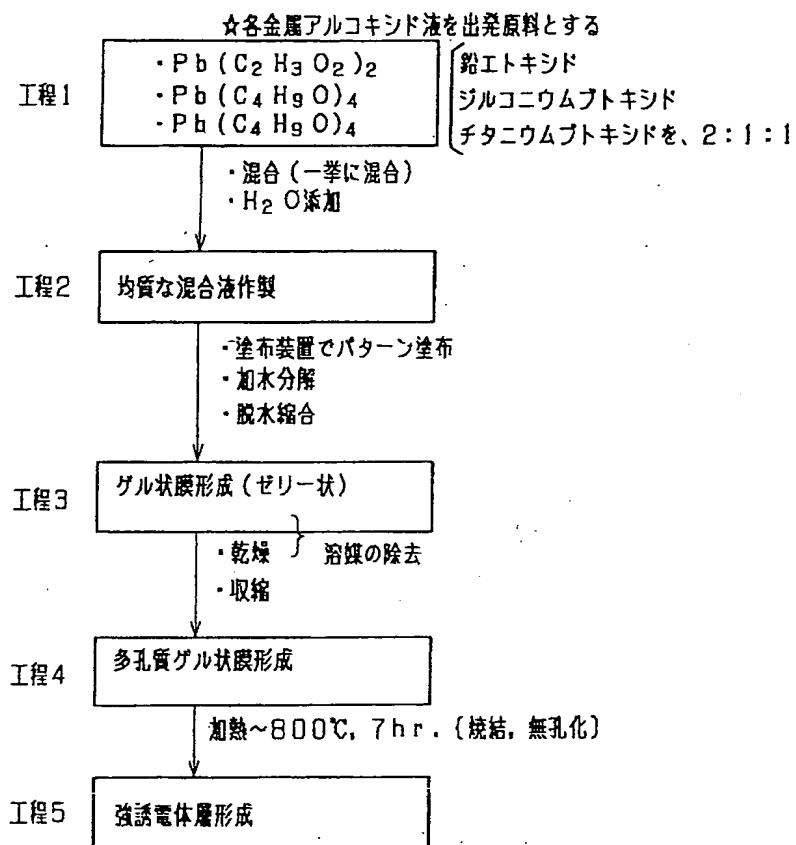 ☆各金属アルコキシド液を出発原料とする
工程1
・Pb(C2H3O2)2
・Pb(C4H9O)4
・Pb(C4H9O)4
鉛エトキシド
ジルコニウムブトキシド
チタニウムブトキシドを、2:1:1
・混合(一挙に混合)
・H2O添加
工程2
均質な混合液作製
・塗布装置でパターン塗布
・加水分解
・脱水縮合
工程3
ゲル状膜形成(ゼリー状)
・乾燥
・収縮
溶媒の除去
工程4
多孔質ゲル状膜形成
加熱~800℃, 7hr.{焼結, 無孔化}
工程5
強誘電体層形成